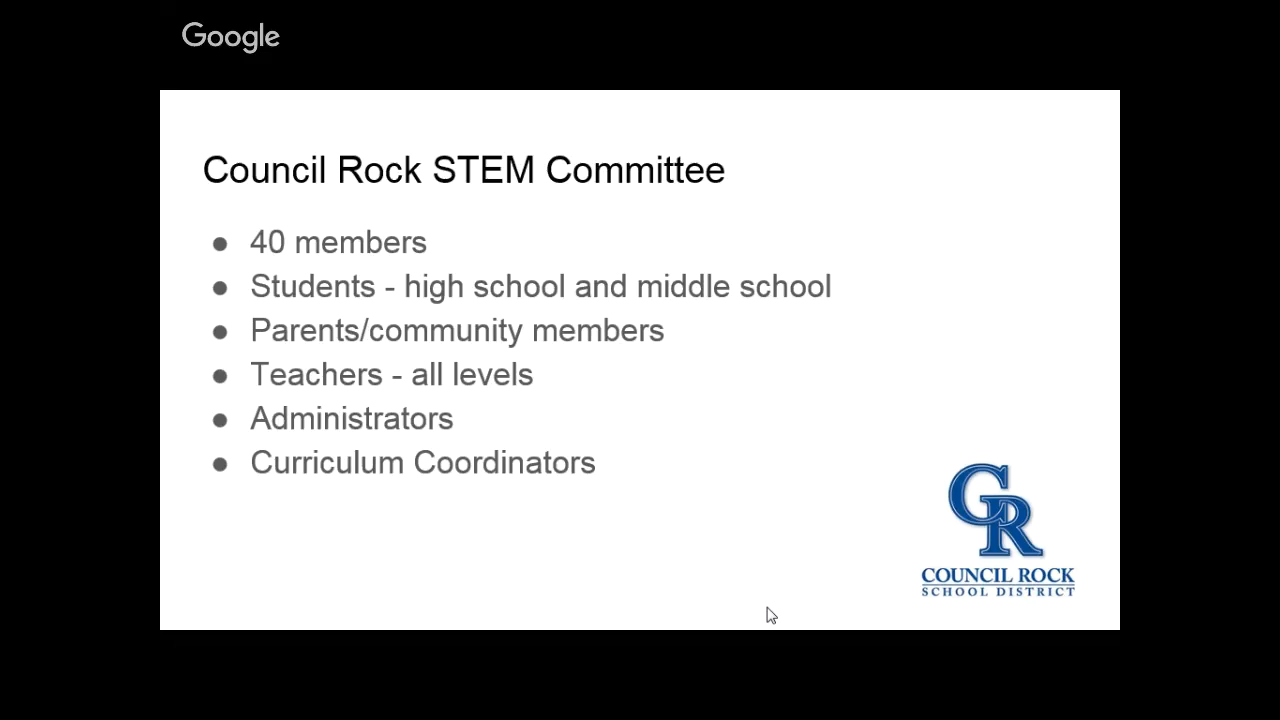 Google
Council Rock STEM Committee
● 40 members
● Students - high school and middle school
● Parents/community members
● Teachers - all levels
● Administrators
● Curriculum Coordinators
CR
COUNCIL ROCK
SCHOOL DISTRICT